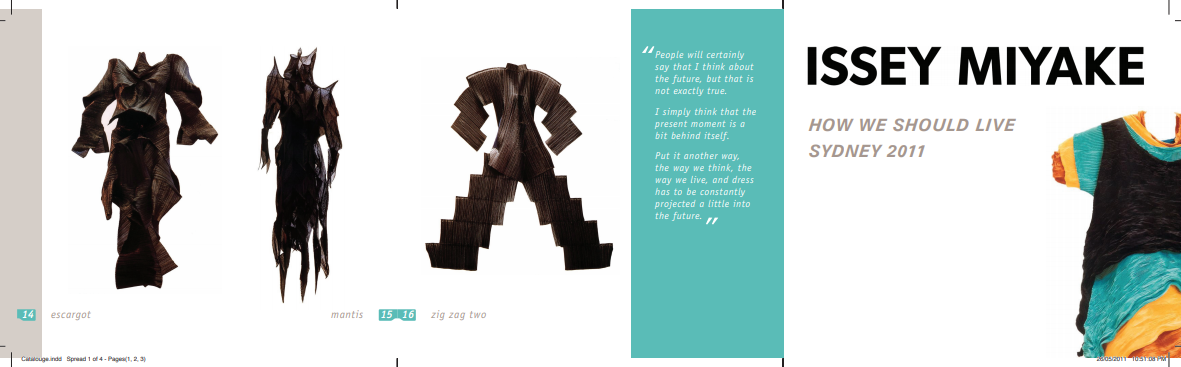 14 escargot
mantis 15 16 zig zag two
"People will certainly
say that I think about
the future, but that is
not exactly true.
I simply think that the
present moment is a
bit behind itself.
Put it another way,
the way we think, the
way we live, and dress
has to be constantly
projected a little into
the future."
ISSEY MIYAKE
HOW WE SHOULD LIVE
SYDNEY 2011
Catalouge.indd Spread 1 of 4 - Pages(1, 2, 3)
26/05/2011 10:51:08 PM